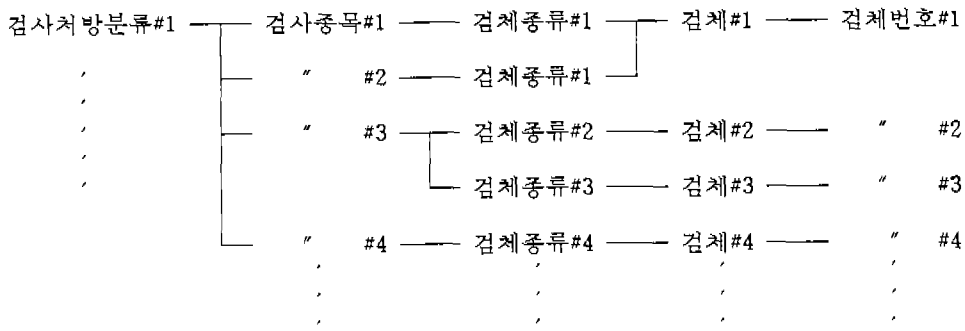 검사처방분류#1 검사종목#1 검체종류#1 검체#1 검체번호#1
〃 #2 검체종류#1
〃 #3 검체종류#2 검체#2 〃 #2
검체종류#3 검체#3 〃 #3
〃 #4 검체종류#4 검체#4 〃 #4